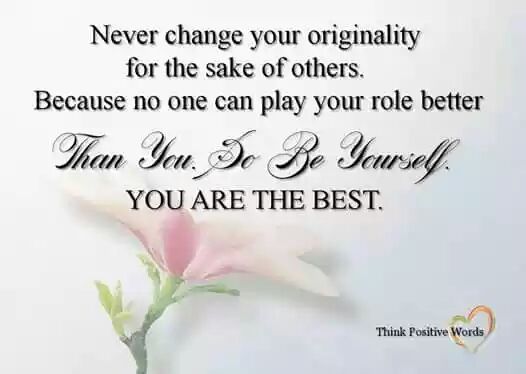 Never change your originality
for the sake of others.
Because no one can play your role better
Than You. So Be Yourself.
YOU ARE THE BEST.
Think Positive Words